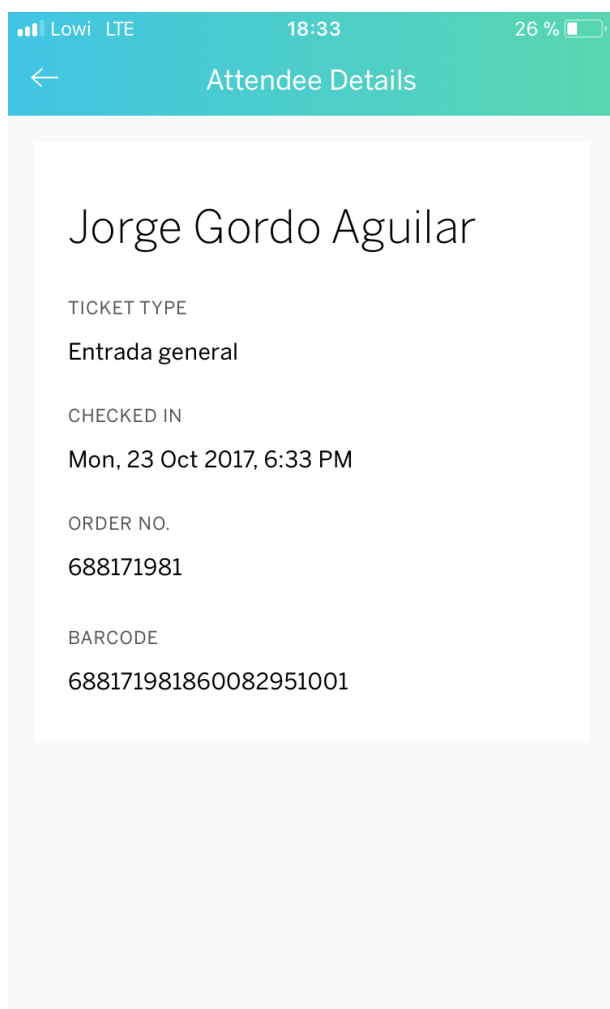 Lowi LTE 18:33 26 %
Attendee Details
Jorge Gordo Aguilar
TICKET TYPE
Entrada general
CHECKED IN
Mon, 23 Oct 2017, 6:33 PM
ORDER NO.
688171981
BARCODE
688171981860082951001